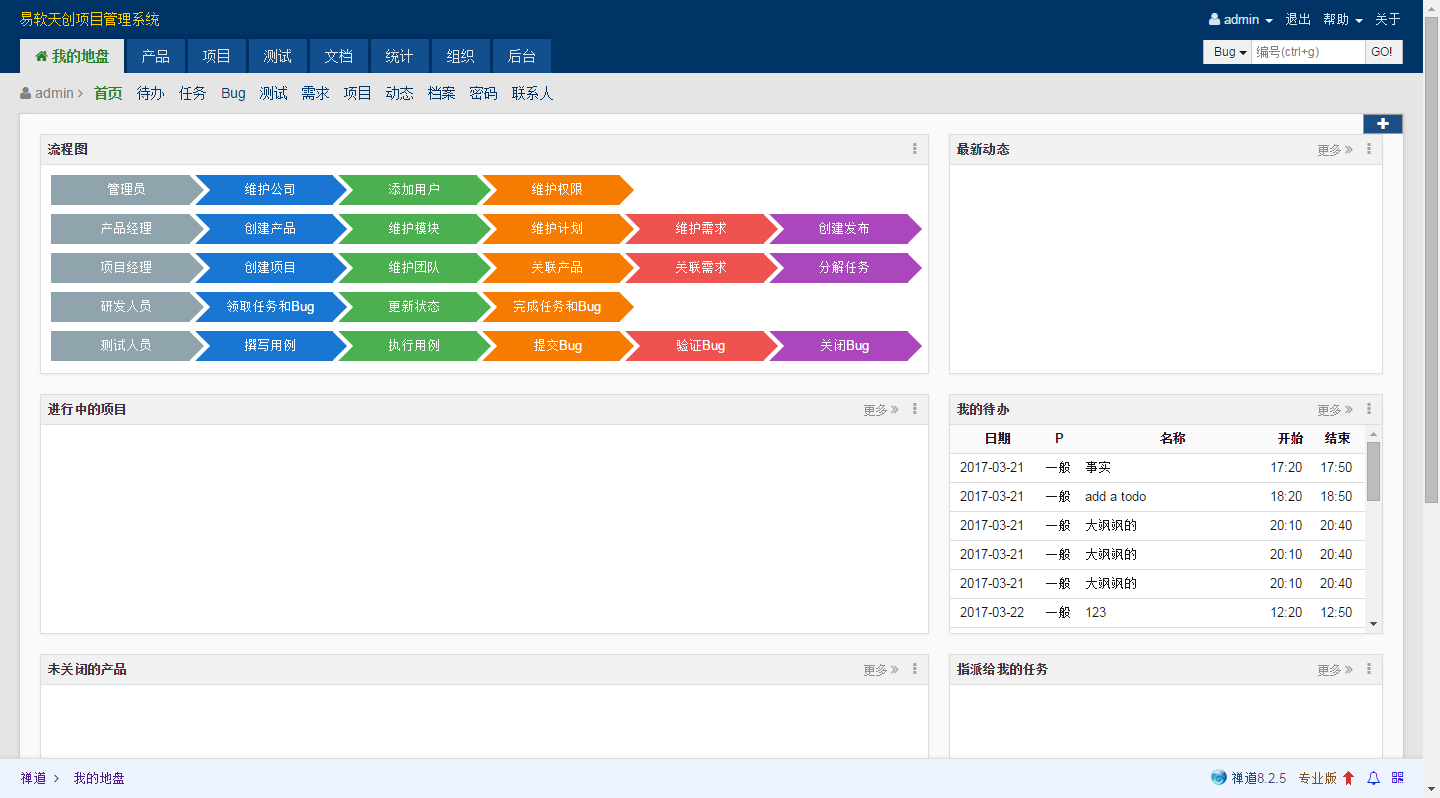 易软天创项目管理系统
admin 退出 帮助 关于
我的地盘 产品 项目 测试 文档 统计 组织 后台
Bug 编号(ctrl+g) GO!
admin 首页 待办 任务 Bug 测试 需求 项目 动态 档案 密码 联系人
流程图
管理员 维护公司 添加用户 维护权限
产品经理 创建产品 维护模块 维护计划 维护需求 创建发布
项目经理 创建项目 维护团队 关联产品 关联需求 分解任务
研发人员 领取任务和Bug 更新状态 完成任务和Bug
测试人员 撰写用例 执行用例 提交Bug 验证Bug 关闭Bug
最新动态 更多
进行中的项目 更多
我的待办 更多
日期 P 名称 开始 结束
2017-03-21 一般 事实 17:20 17:50
2017-03-21 一般 add a todo 18:20 18:50
2017-03-21 一般 大飒飒的 20:10 20:40
2017-03-21 一般 大飒飒的 20:10 20:40
2017-03-21 一般 大飒飒的 20:10 20:40
2017-03-22 一般 123 12:20 12:50
未关闭的产品 更多
指派给我的任务 更多
禅道 我的地盘
禅道8.2.5 专业版